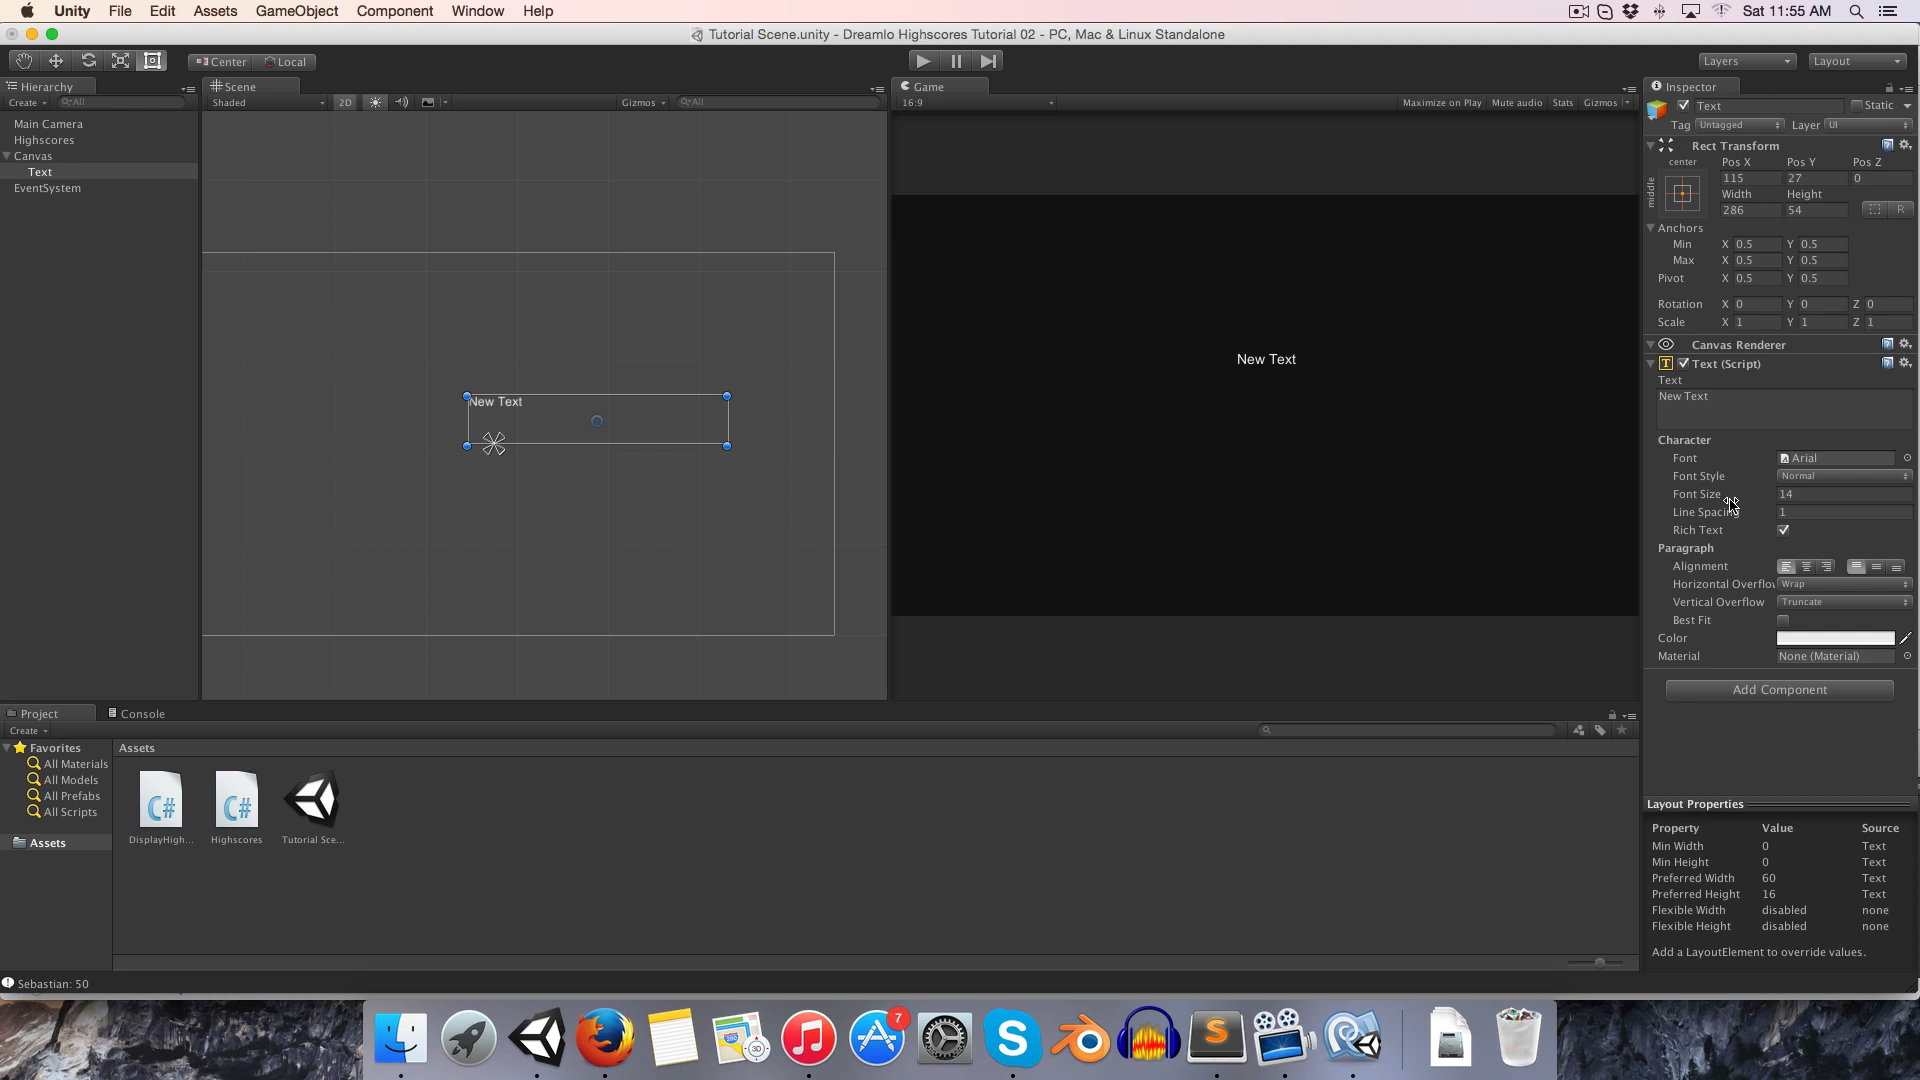 Unity File Edit Assets GameObject Component Window Help
Sat 11:55 AM
Tutorial Scene.unity - Dreamlo Highscores Tutorial 02 - PC, Mac & Linux Standalone
Center Local
Layers Layout
Hierarchy
Create All
Main Camera
Highscores
Canvas
Text
EventSystem
Scene
Shaded 2D Gizmos All
New Text
Game
16:9 Maximize on Play Mute audio Stats Gizmos
New Text
Inspector
Text Static
Tag Untagged Layer UI
Rect Transform
center Pos X Pos Y Pos Z
middle
115 27 0
Width Height
286 54 R
Anchors
Min X 0.5 Y 0.5
Max X 0.5 Y 0.5
Pivot X 0.5 Y 0.5
Rotation X 0 Y 0 Z 0
Scale X 1 Y 1 Z 1
Canvas Renderer
T Text (Script)
Text
New Text
Character
Font Arial
Font Style Normal
Font Size 14
Line Spacing 1
Rich Text
Paragraph
Alignment
Horizontal Overflow Wrap
Vertical Overflow Truncate
Best Fit
Color
Material None (Material)
Add Component
Layout Properties
Property Value Source
Min Width 0 Text
Min Height 0 Text
Preferred Width 60 Text
Preferred Height 16 Text
Flexible Width disabled none
Flexible Height disabled none
Add a LayoutElement to override values.
Project Console
Create
Favorites
All Materials
All Models
All Prefabs
All Scripts
Assets
Assets
C# C#
DisplayHigh... Highscores Tutorial Sce...
Sebastian: 50
7
3D
S S